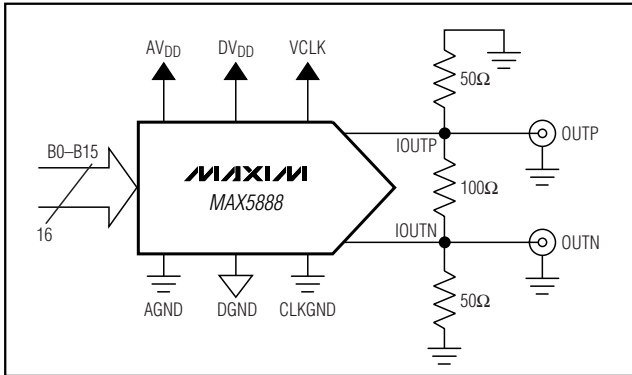 AVDD DVDD VCLK
50Ω
B0–B15
IOUTP
OUTP
MAXIM
MAX5888
100Ω
16
IOUTN
OUTN
AGND DGND CLKGND
50Ω